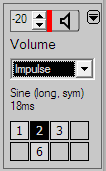 -20
Volume
Impulse
Sine (long, sym)
18ms
1 2 3
6